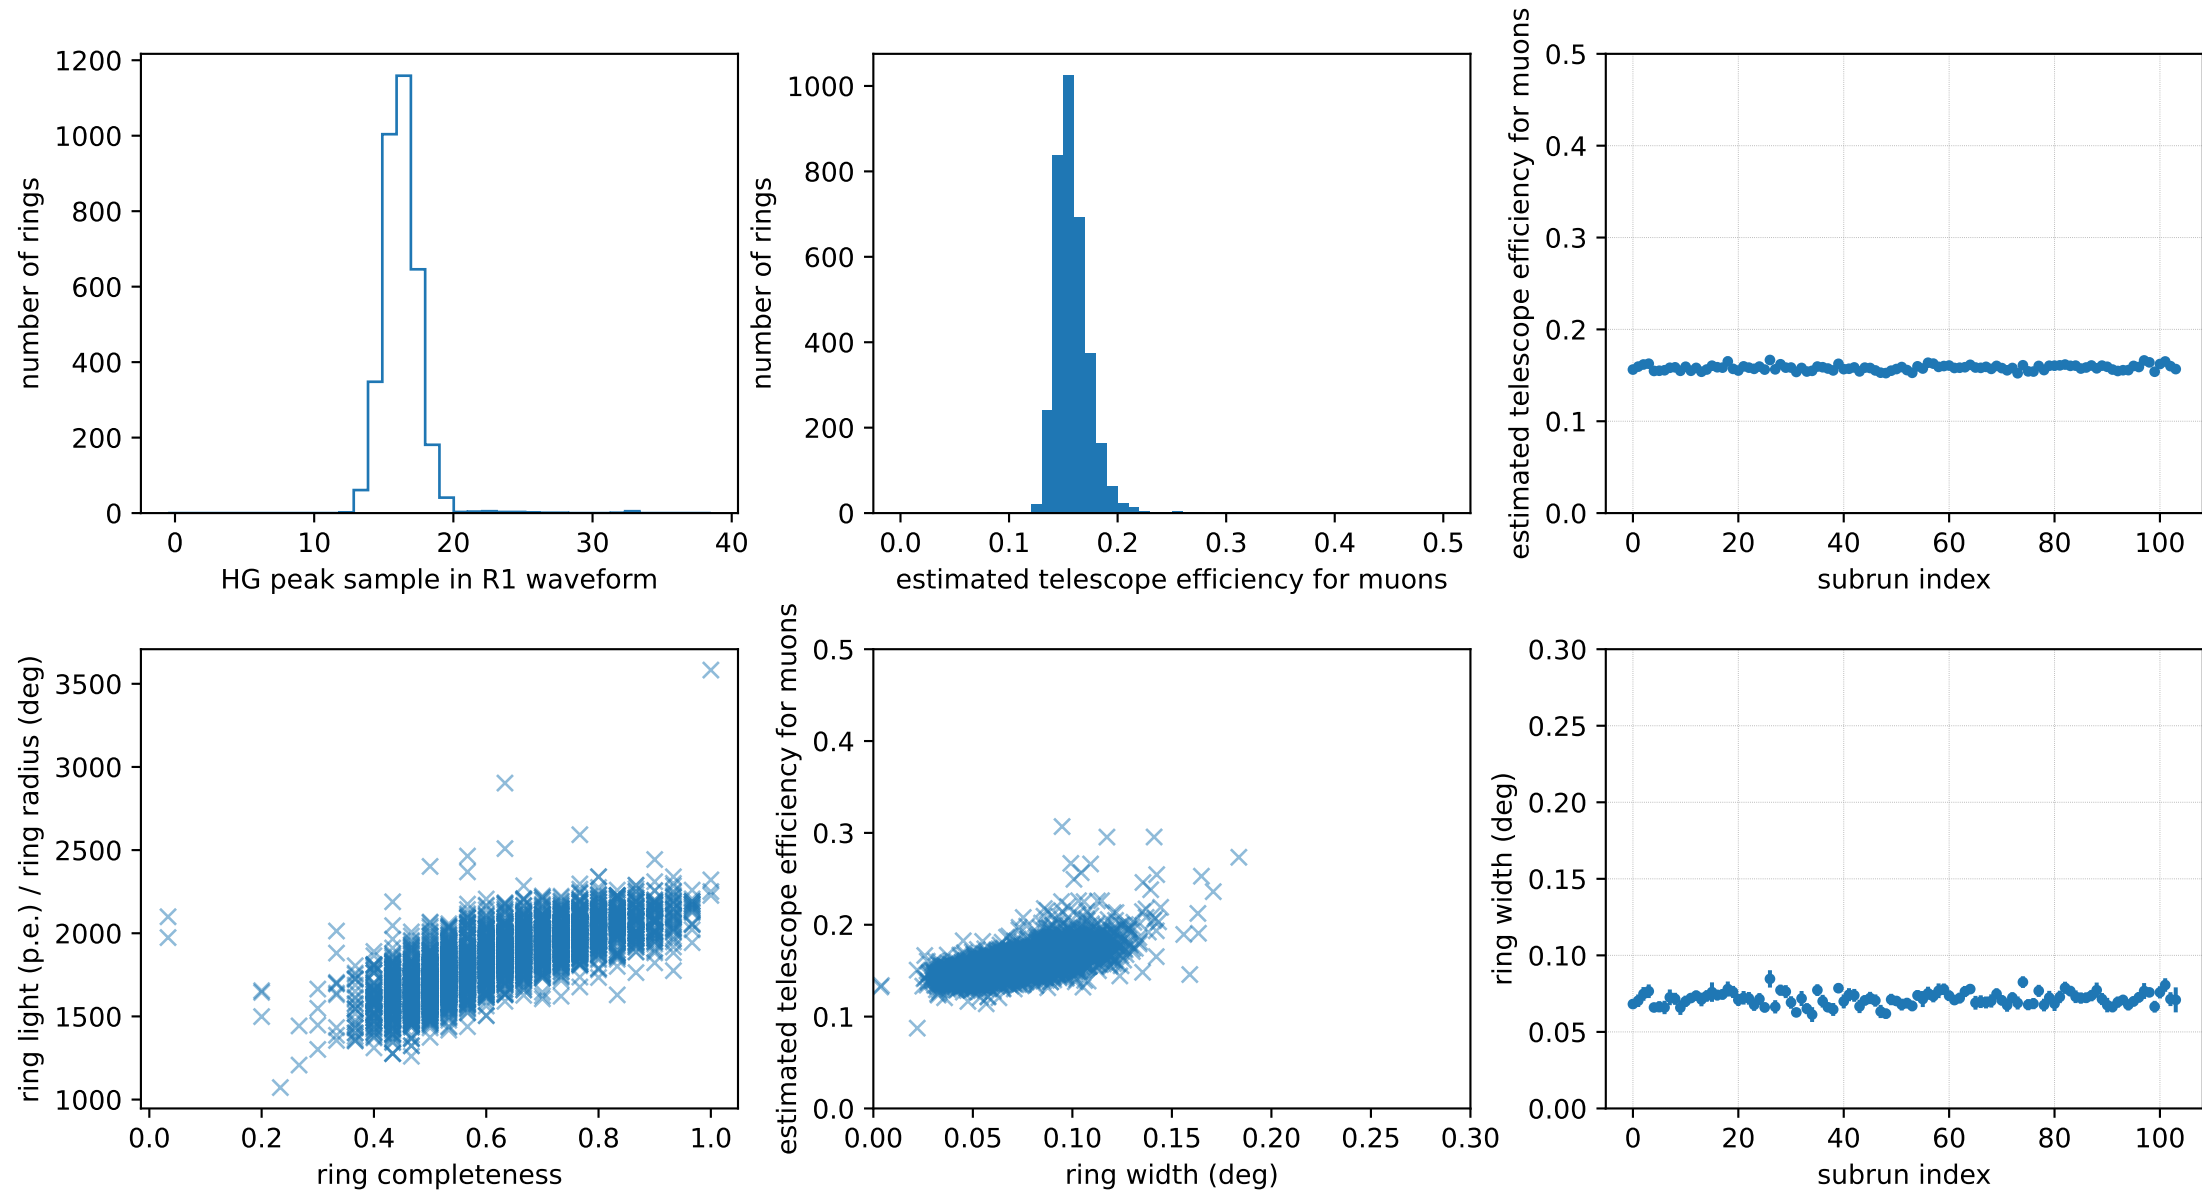 number of rings
1200
1000
800
600
400
200
0
0 10 20 30 40
HG peak sample in R1 waveform
number of rings
1000
800
600
400
200
0
0.0 0.1 0.2 0.3 0.4 0.5
estimated telescope efficiency for muons
estimated telescope efficiency for muons
0.5
0.4
0.3
0.2
0.1
0.0
0 20 40 60 80 100
subrun index
ring light (p.e.) / ring radius (deg)
3500
3000
2500
2000
1500
1000
0.0 0.2 0.4 0.6 0.8 1.0
ring completeness
estimated telescope efficiency for muons
0.5
0.4
0.3
0.2
0.1
0.0
0.00 0.05 0.10 0.15 0.20 0.25 0.30
ring width (deg)
ring width (deg)
0.30
0.25
0.20
0.15
0.10
0.05
0.00
0 20 40 60 80 100
subrun index